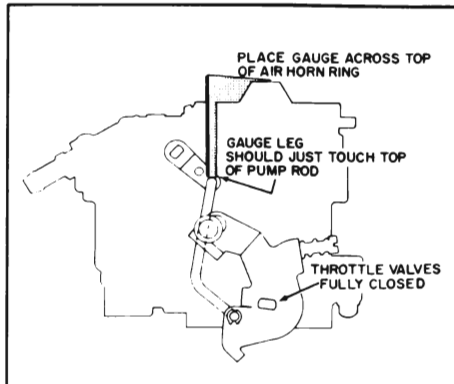 PLACE GAUGE ACROSS TOP
OF AIR HORN RING
GAUGE LEG
SHOULD JUST TOUCH TOP
OF PUMP ROD
THROTTLE VALVES
FULLY CLOSED